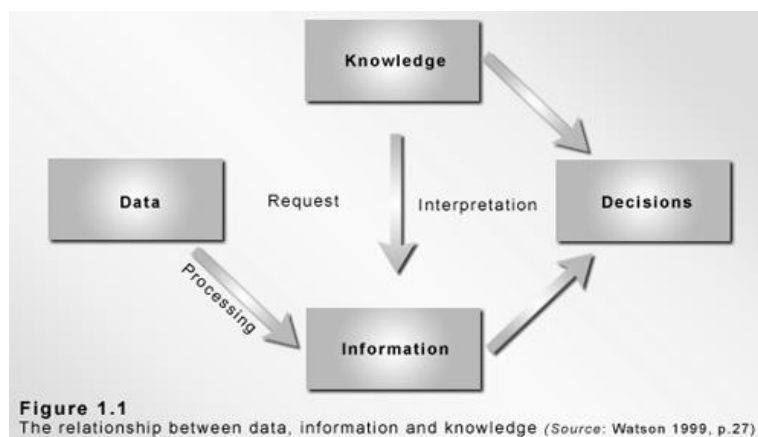 Knowledge
Data
Request
Interpretation
Decisions
Processing
Information
Figure 1.1
The relationship between data, information and knowledge (Source: Watson 1999, p.27)